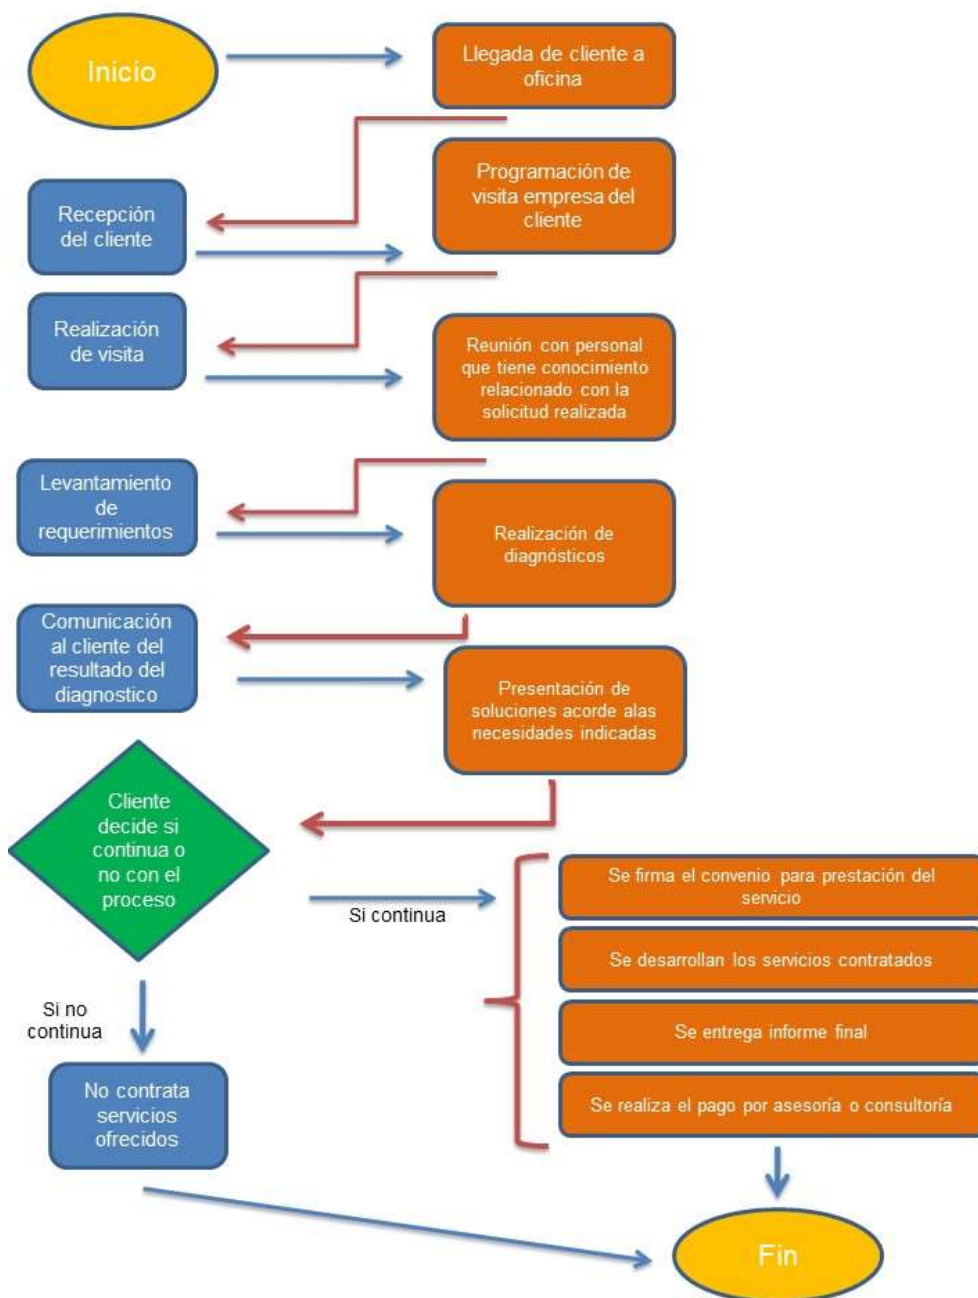 Inicio
Llegada de cliente a
oficina
Recepción
del cliente
Programación de
visita empresa del
cliente
Realización
de visita
Reunión con personal
que tiene conocimiento
relacionado con la
solicitud realizada
Levantamiento
de
requerimientos
Realización de
diagnósticos
Comunicación
al cliente del
resultado del
diagnostico
Presentación de
soluciones acorde alas
necesidades indicadas
Cliente
decide si
continua o
no con el
proceso
Si continua
Se firma el convenio para prestación del
servicio
Se desarrollan los servicios contratados
Se entrega informe final
Se realiza el pago por asesoría o consultoría
Si no
continua
No contrata
servicios
ofrecidos
Fin